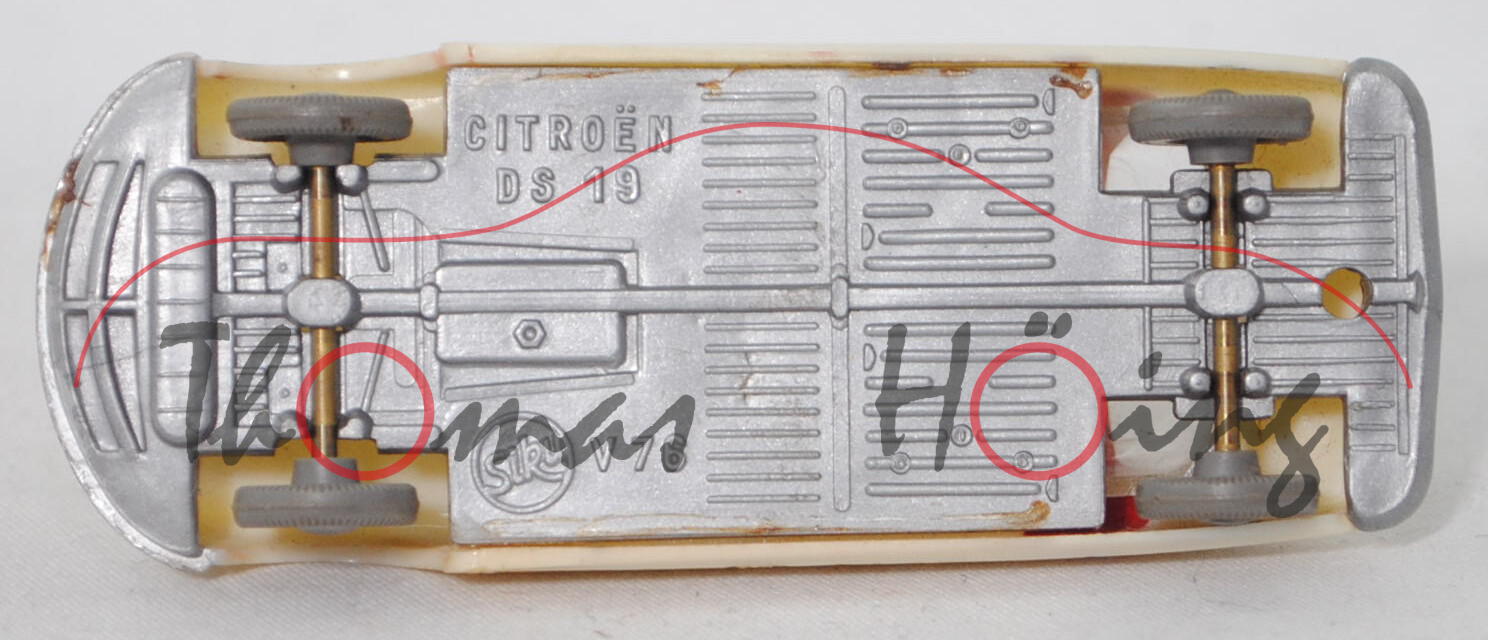 CITROËN
DS 19
Thomas Höing
SIKU V 76